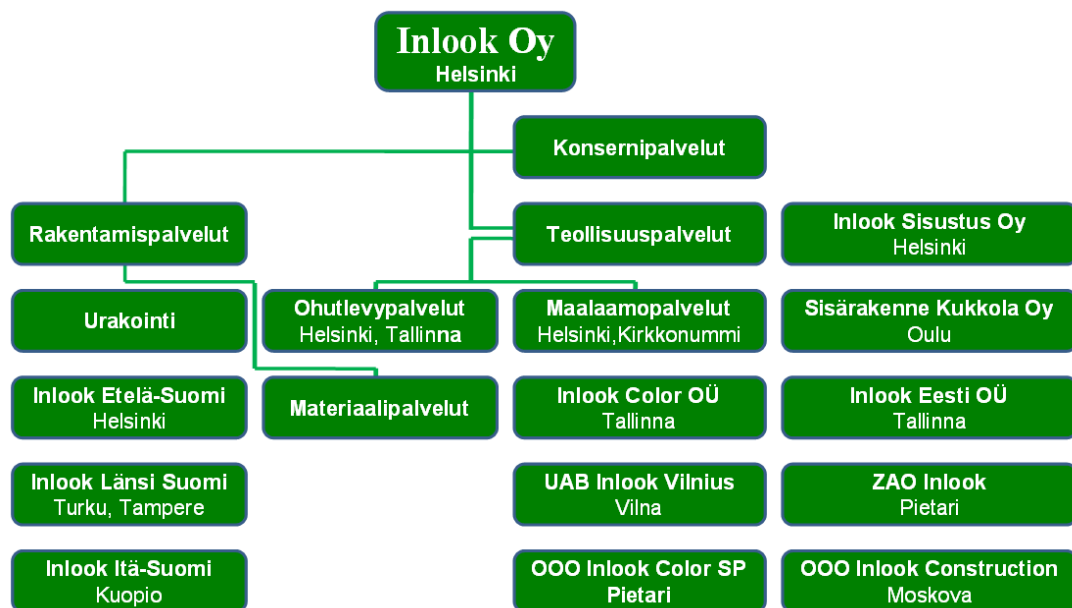 Inlook Oy
Helsinki
Konsernipalvelut
Rakentamispalvelut
Teollisuuspalvelut
Inlook Sisustus Oy
Helsinki
Urakointi
Ohutlevypalvelut
Helsinki, Tallinna
Maalaamopalvelut
Helsinki,Kirkkonummi
Sisärakenne Kukkola Oy
Oulu
Inlook Etelä-Suomi
Helsinki
Materiaalipalvelut
Inlook Color OÜ
Tallinna
Inlook Eesti OÜ
Tallinna
Inlook Länsi Suomi
Turku, Tampere
UAB Inlook Vilnius
Vilna
ZAO Inlook
Pietari
Inlook Itä-Suomi
Kuopio
OOO Inlook Color SP
Pietari
OOO Inlook Construction
Moskova